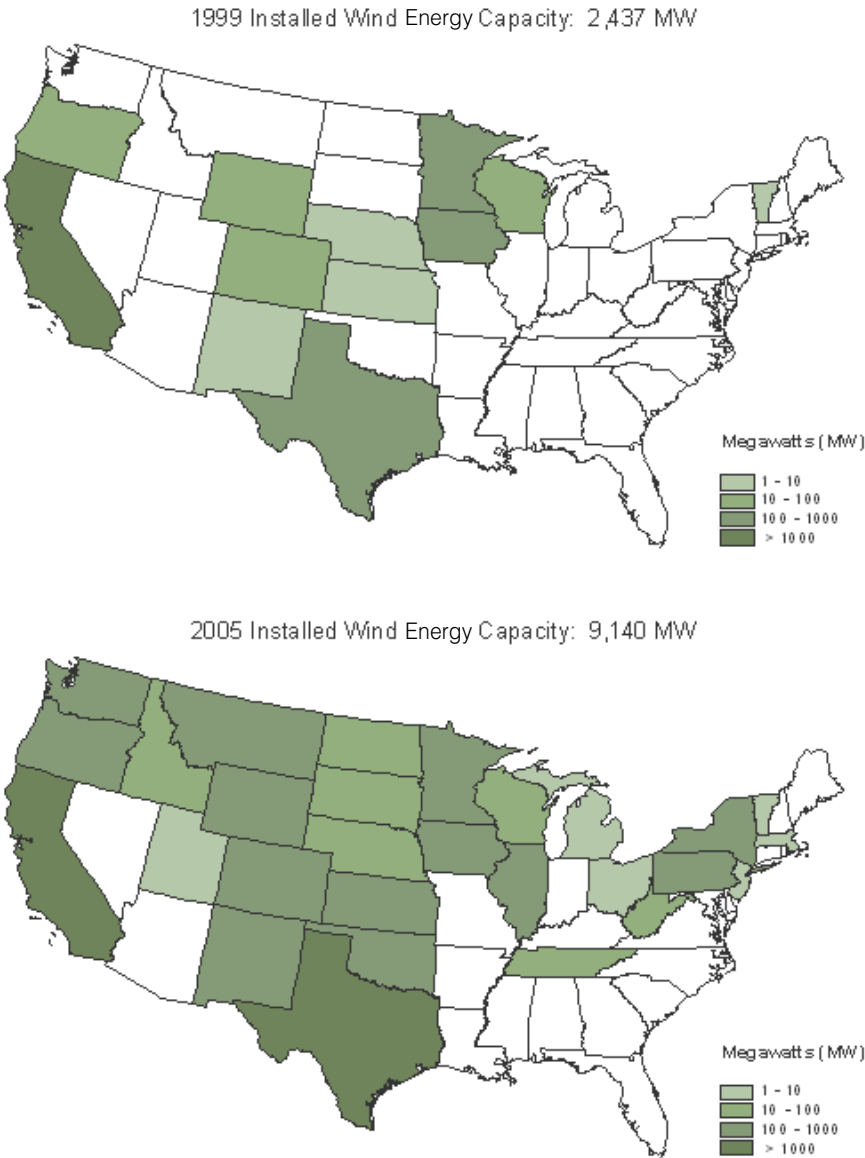 1999 Installed Wind Energy Capacity: 2,437 MW
Megawatts (MW)
1 - 10
10 - 100
100 - 1000
> 1000
2005 Installed Wind Energy Capacity: 9,140 MW
Megawatts (MW)
1 - 10
10 - 100
100 - 1000
> 1000